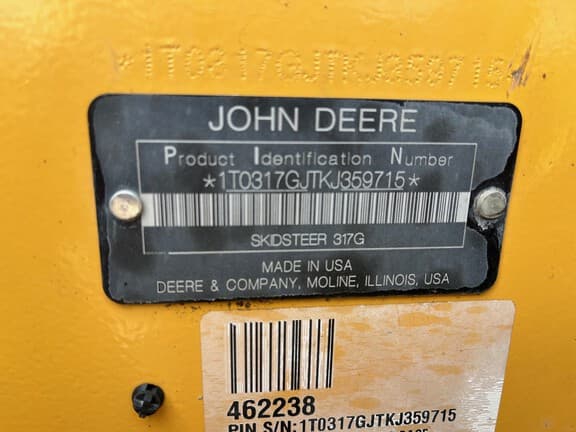 *1T0317GJTKJ359715*
JOHN DEERE
Product Identification Number
*1T0317GJTKJ359715*
SKIDSTEER 317G
MADE IN USA
DEERE & COMPANY, MOLINE, ILLINOIS, USA
462238
PIN S/N:1T0317GJTKJ359715